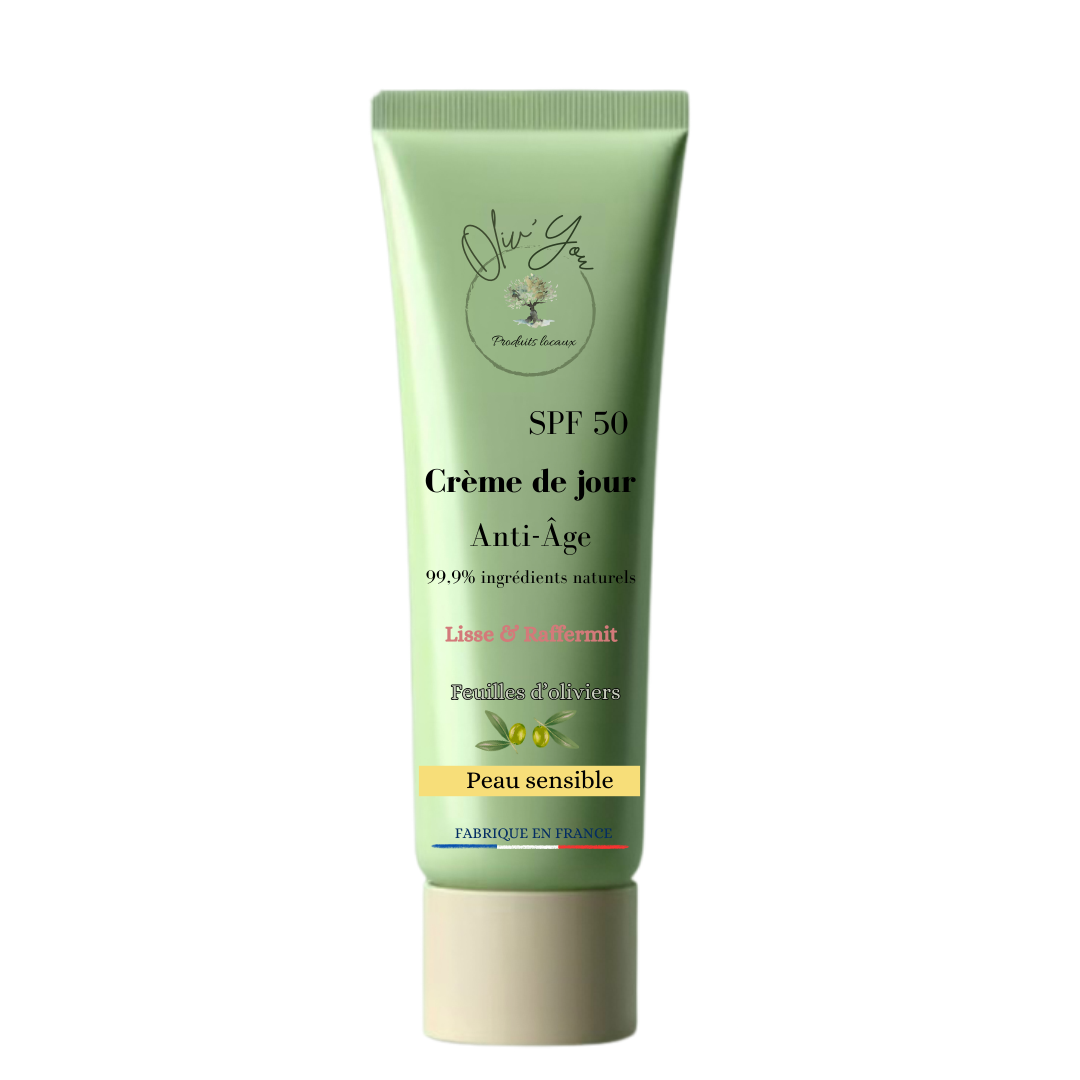 Oliv' You
Produits locaux
SPF 50
Crème de jour
Anti-Âge
99,9% ingrédients naturels
Lisse & Raffermit
Feuilles d'oliviers
Peau sensible
FABRIQUE EN FRANCE